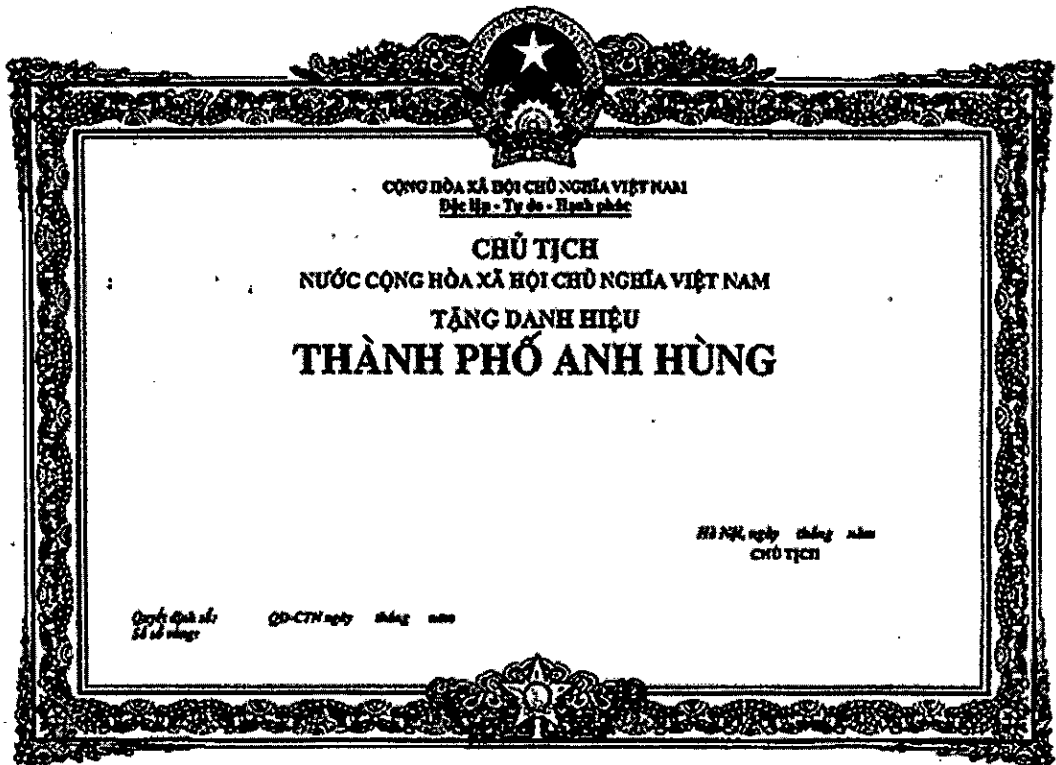 CỘNG HÒA XÃ HỘI CHỦ NGHĨA VIỆT NAM
Độc lập - Tự do - Hạnh phúc
CHỦ TỊCH
NƯỚC CỘNG HÒA XÃ HỘI CHỦ NGHĨA VIỆT NAM
TẶNG DANH HIỆU
THÀNH PHỐ ANH HÙNG
Hà Nội, ngày tháng năm
CHỦ TỊCH
Quyết định số: QD-CTN ngày tháng năm
Số sổ vàng: